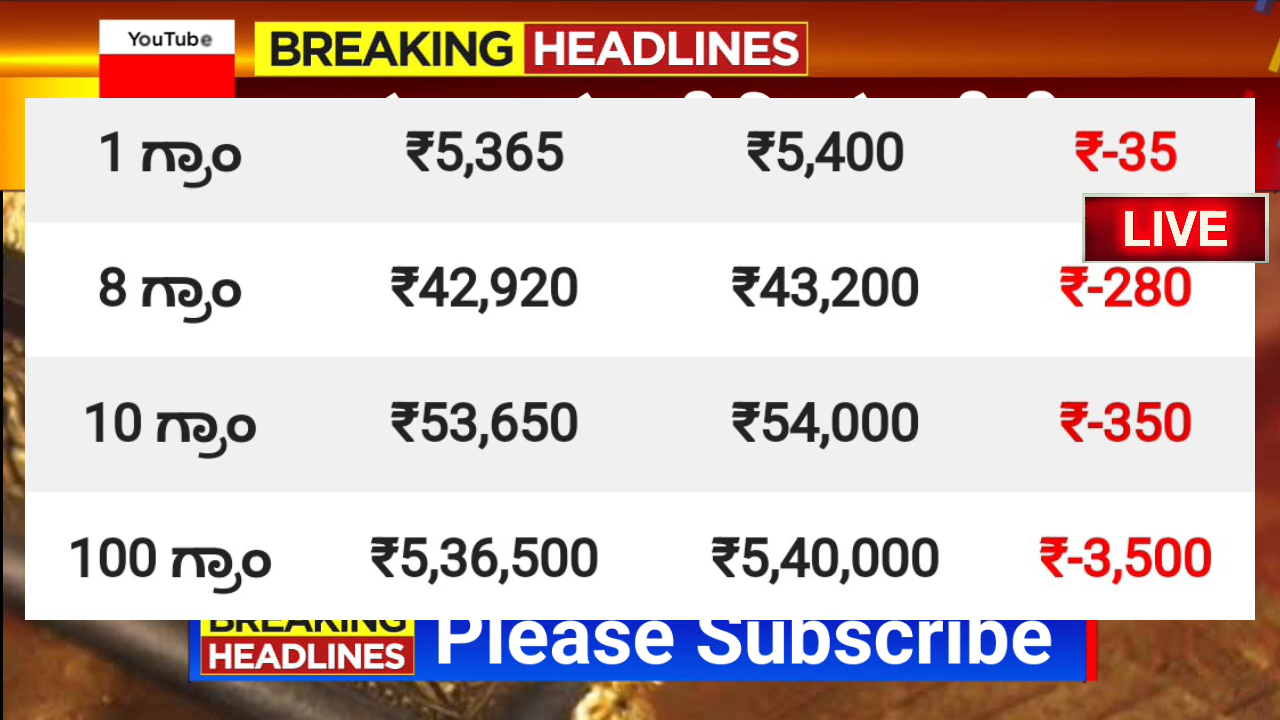 YouTube
BREAKING HEADLINES
1 ಗ್ರಾಂ ₹5,365 ₹5,400 ₹-35
LIVE
8 ಗ್ರಾಂ ₹42,920 ₹43,200 ₹-280
10 ಗ್ರಾಂ ₹53,650 ₹54,000 ₹-350
100 ಗ್ರಾಂ ₹5,36,500 ₹5,40,000 ₹-3,500
BREAKING
HEADLINES
Please Subscribe